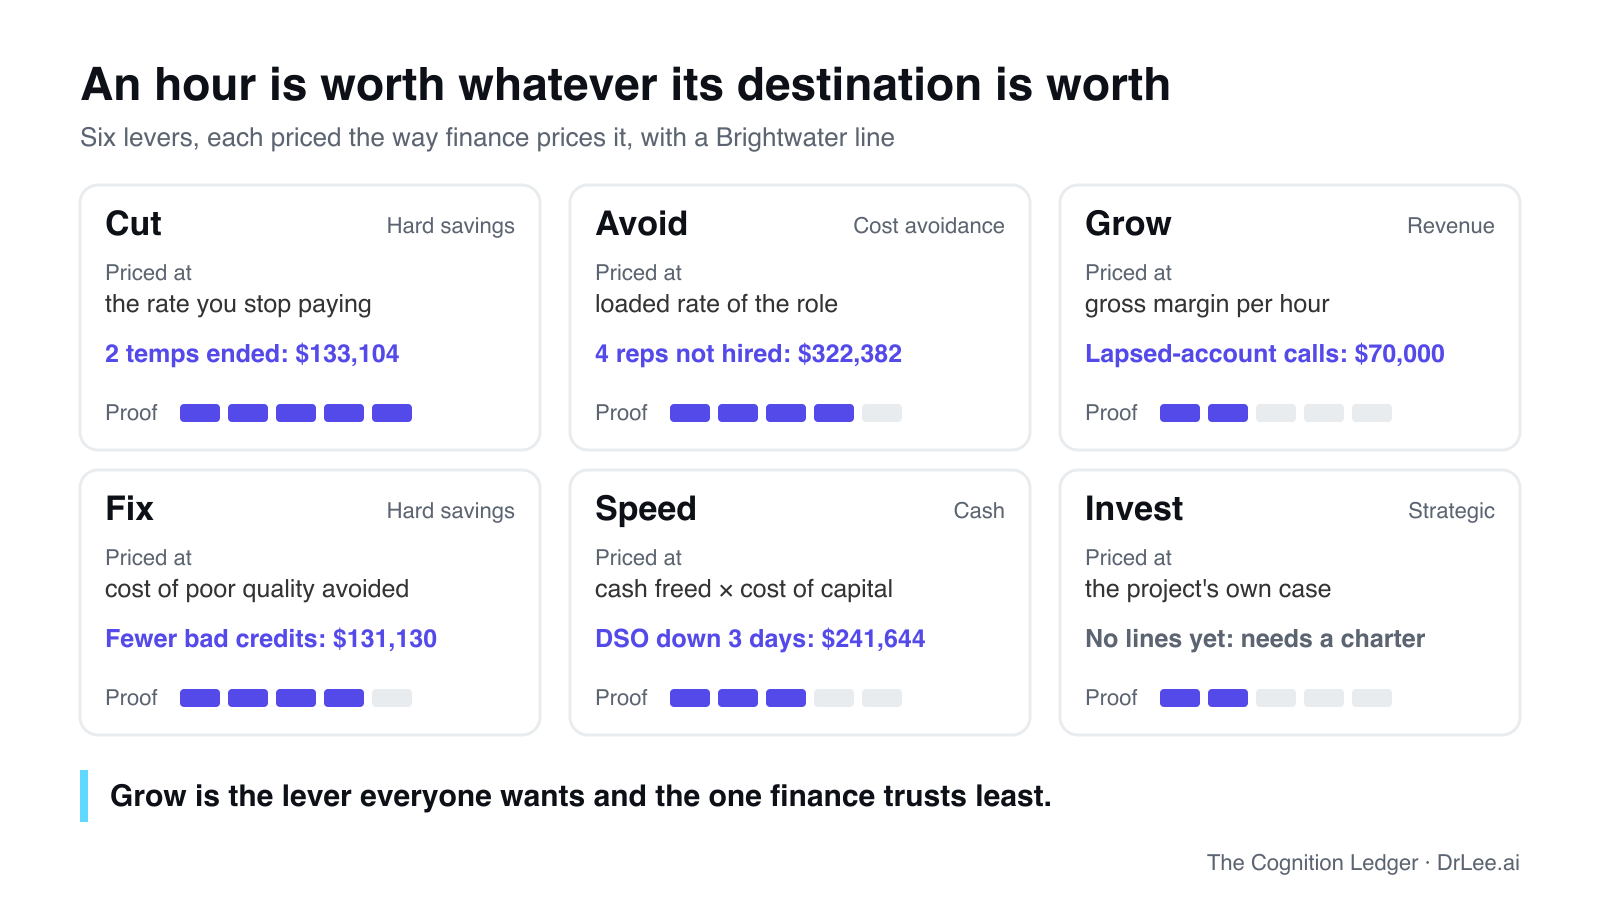 An hour is worth whatever its destination is worth
Six levers, each priced the way finance prices it, with a Brightwater line
Cut
Hard savings
Priced at
the rate you stop paying
2 temps ended: $133,104
Proof
Avoid
Cost avoidance
Priced at
loaded rate of the role
4 reps not hired: $322,382
Proof
Grow
Revenue
Priced at
gross margin per hour
Lapsed-account calls: $70,000
Proof
Fix
Hard savings
Priced at
cost of poor quality avoided
Fewer bad credits: $131,130
Proof
Speed
Cash
Priced at
cash freed × cost of capital
DSO down 3 days: $241,644
Proof
Invest
Strategic
Priced at
the project's own case
No lines yet: needs a charter
Proof
Grow is the lever everyone wants and the one finance trusts least.
The Cognition Ledger · DrLee.ai